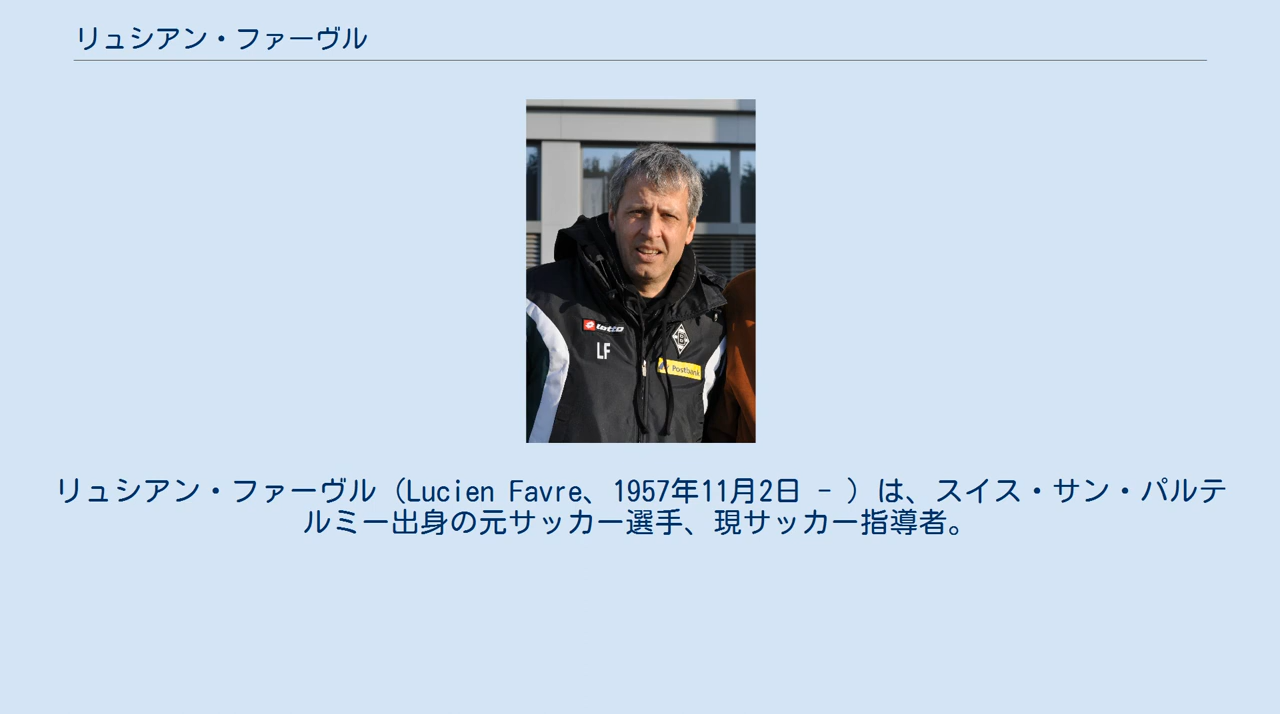 リュシアン・ファーヴル
lotto
LF
Postbank
リュシアン・ファーヴル（Lucien Favre、1957年11月2日 - ）は、スイス・サン・バルテ
ルミー出身の元サッカー選手、現サッカー指導者。